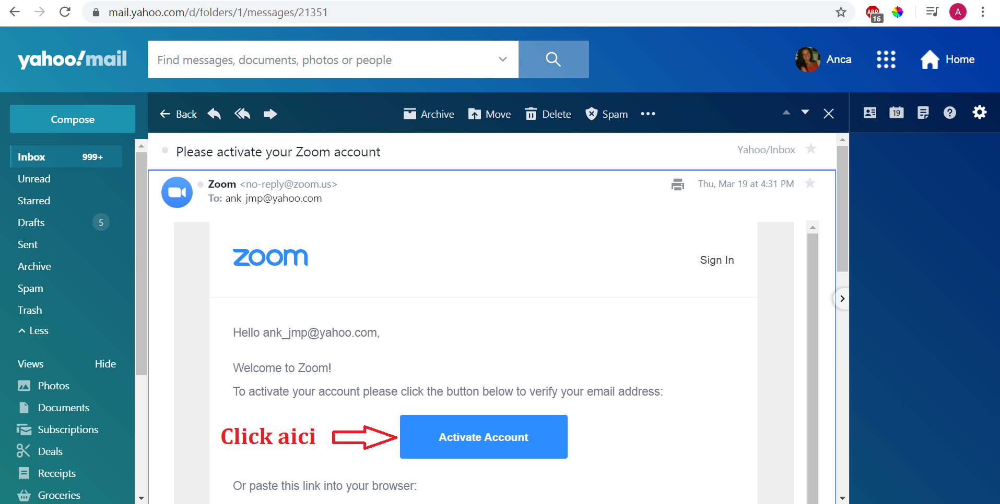 mail.yahoo.com/d/folders/1/messages/21351
ABP
16
A
yahoo!mail
Find messages, documents, photos or people
Anca
Home
Compose
Back
Archive
Move
Delete
Spam
19
Inbox 999+
Unread
Starred
Drafts 5
Sent
Archive
Spam
Trash
Less
Views Hide
Photos
Documents
Subscriptions
Deals
Receipts
Groceries
Please activate your Zoom account
Yahoo/Inbox
Zoom <no-reply@zoom.us>
Thu, Mar 19 at 4:31 PM
To: ank_jmp@yahoo.com
zoom
Sign In
Hello ank_jmp@yahoo.com,
Welcome to Zoom!
To activate your account please click the button below to verify your email address:
Click aici
Activate Account
Or paste this link into your browser: